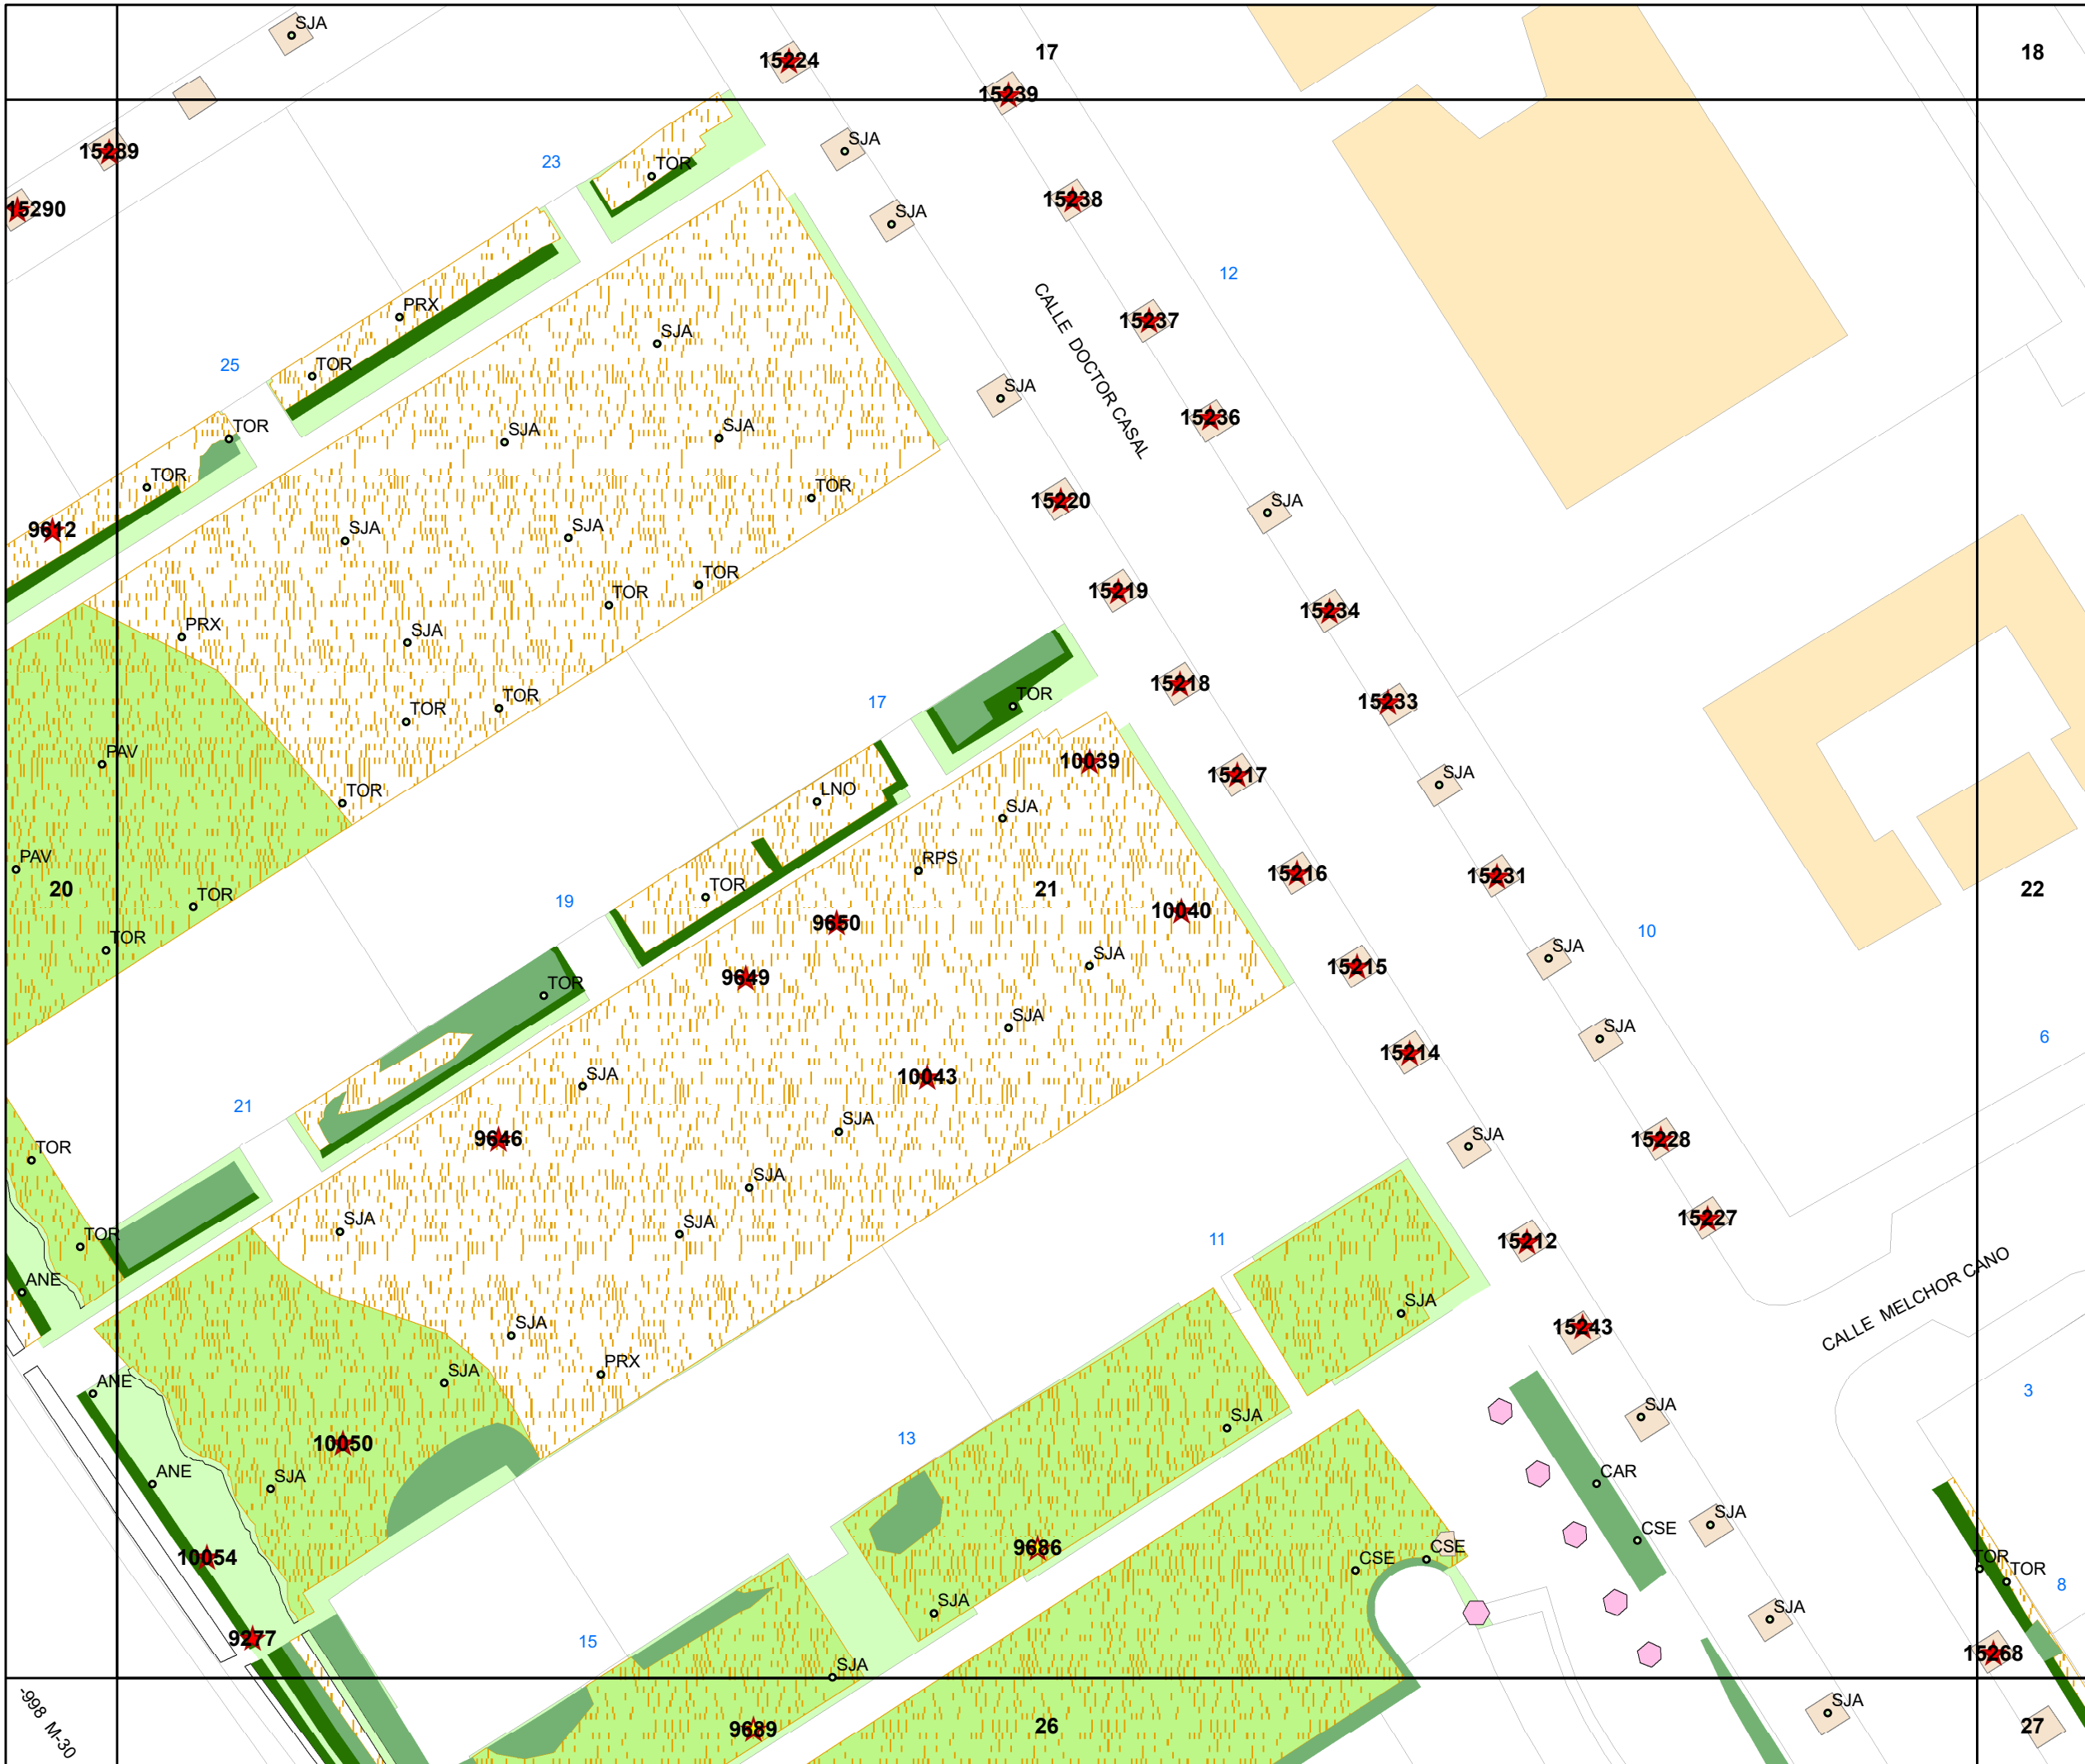 SJA
15224
17
18
15239
15289
SJA
23
TOR
15290
15238
SJA
12
CALLE DOCTOR CASAL
PRX
15237
SJA
25
TOR
SJA
15236
TOR
SJA
SJA
TOR
TOR
15220
SJA
9612
SJA
SJA
TOR
TOR
15219
15234
PRX
SJA
15218
TOR
TOR
TOR
17
15233
PAV
10039
15217
SJA
TOR
LNO
SJA
PAV
RPS
15216
15231
20
TOR
TOR
19
21
22
9650
10040
10
TOR
SJA
SJA
15215
9649
TOR
SJA
SJA
6
15214
SJA
10043
21
SJA
TOR
9646
SJA
15228
SJA
SJA
SJA
15227
TOR
11
15212
CALLE MELCHOR CANO
ANE
SJA
SJA
15243
PRX
SJA
ANE
3
SJA
SJA
10050
13
ANE
SJA
CAR
SJA
CSE
10054
9686
CSE
CSE
TOR
TOR
8
SJA
SJA
9277
15
15268
SJA
-998 M-30
9689
26
SJA
27